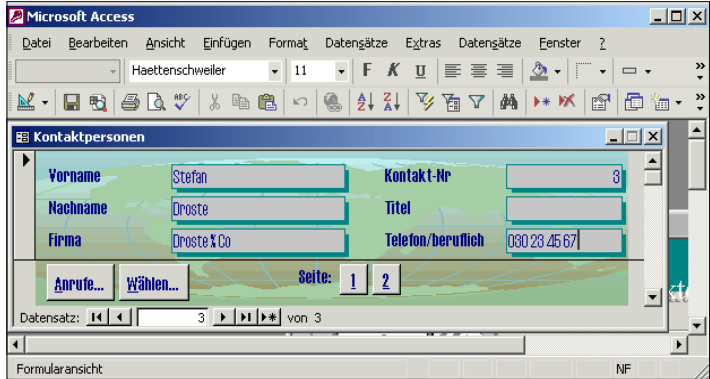 Microsoft Access
Datei Bearbeiten Ansicht Einfügen Format Datensätze Extras Datensätze Fenster ?
Haettenschweiler 11 F K U
ABC A Z Z A
Kontaktpersonen
Vorname Stefan Kontakt-Nr 3
Nachname Droste Titel
Firma Droste & Co Telefon/beruflich 030 23 45 67
Anrufe... Wählen... Seite: 1 2
Datensatz: 3 von 3
Formularansicht NF